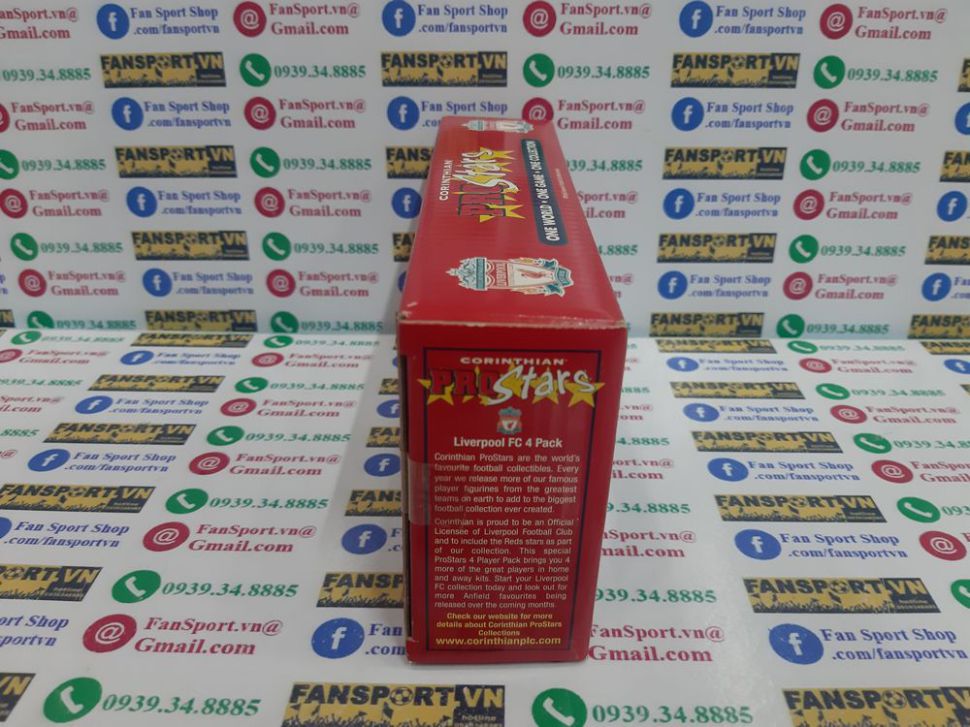 CORINTHIAN
PROStars
ONE WORLD • ONE GAME • ONE COLLECTION
CORINTHIAN
PROStars
Liverpool FC 4 Pack
Corinthian ProStars are the world's
favourite football collectibles. Every
year we release more of our famous
player figurines from the greatest
teams on earth to add to the biggest
football collection ever created.
Corinthian is proud to be an Official
Licensee of Liverpool Football Club
and to include the Reds stars as part
of our collection. This special
ProStars 4 Player Pack brings you 4
more of the great players in home
and away kits. Start your Liverpool
FC collection today and look out for
more Anfield favourites being
released over the coming months.
Check our website for more
details about Corinthian ProStars
Collections
www.corinthianplc.com
Fan Sport Shop
.com/fansportvn
FanSport.vn@
Gmail.com
FANSPORT.VN
0939.34.8885